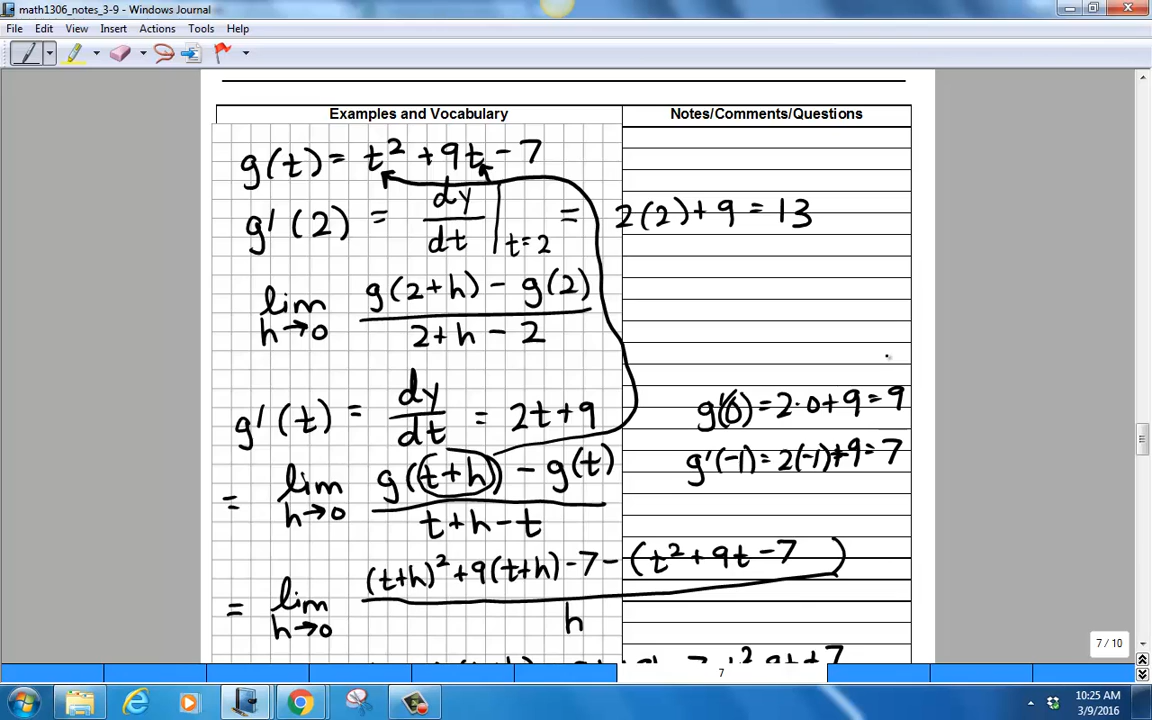 math1306_notes_3-9 - Windows Journal
File Edit View Insert Actions Tools Help
Examples and Vocabulary
Notes/Comments/Questions
g(t) = t² + 9t - 7
g'(2) = dy/dt | t=2 = 2(2)+9 = 13
lim h→0 g(2+h) - g(2) / 2+h-2
g'(t) = dy/dt = 2t+9
g'(0) = 2·0+9=9
g'(-1) = 2(-1)+9=7
= lim h→0 g((t+h)) - g(t) / t+h-t
= lim h→0 (t+h)²+9(t+h)-7-(t²+9t-7) / h
7 / 10
7
10:25 AM
3/9/2016